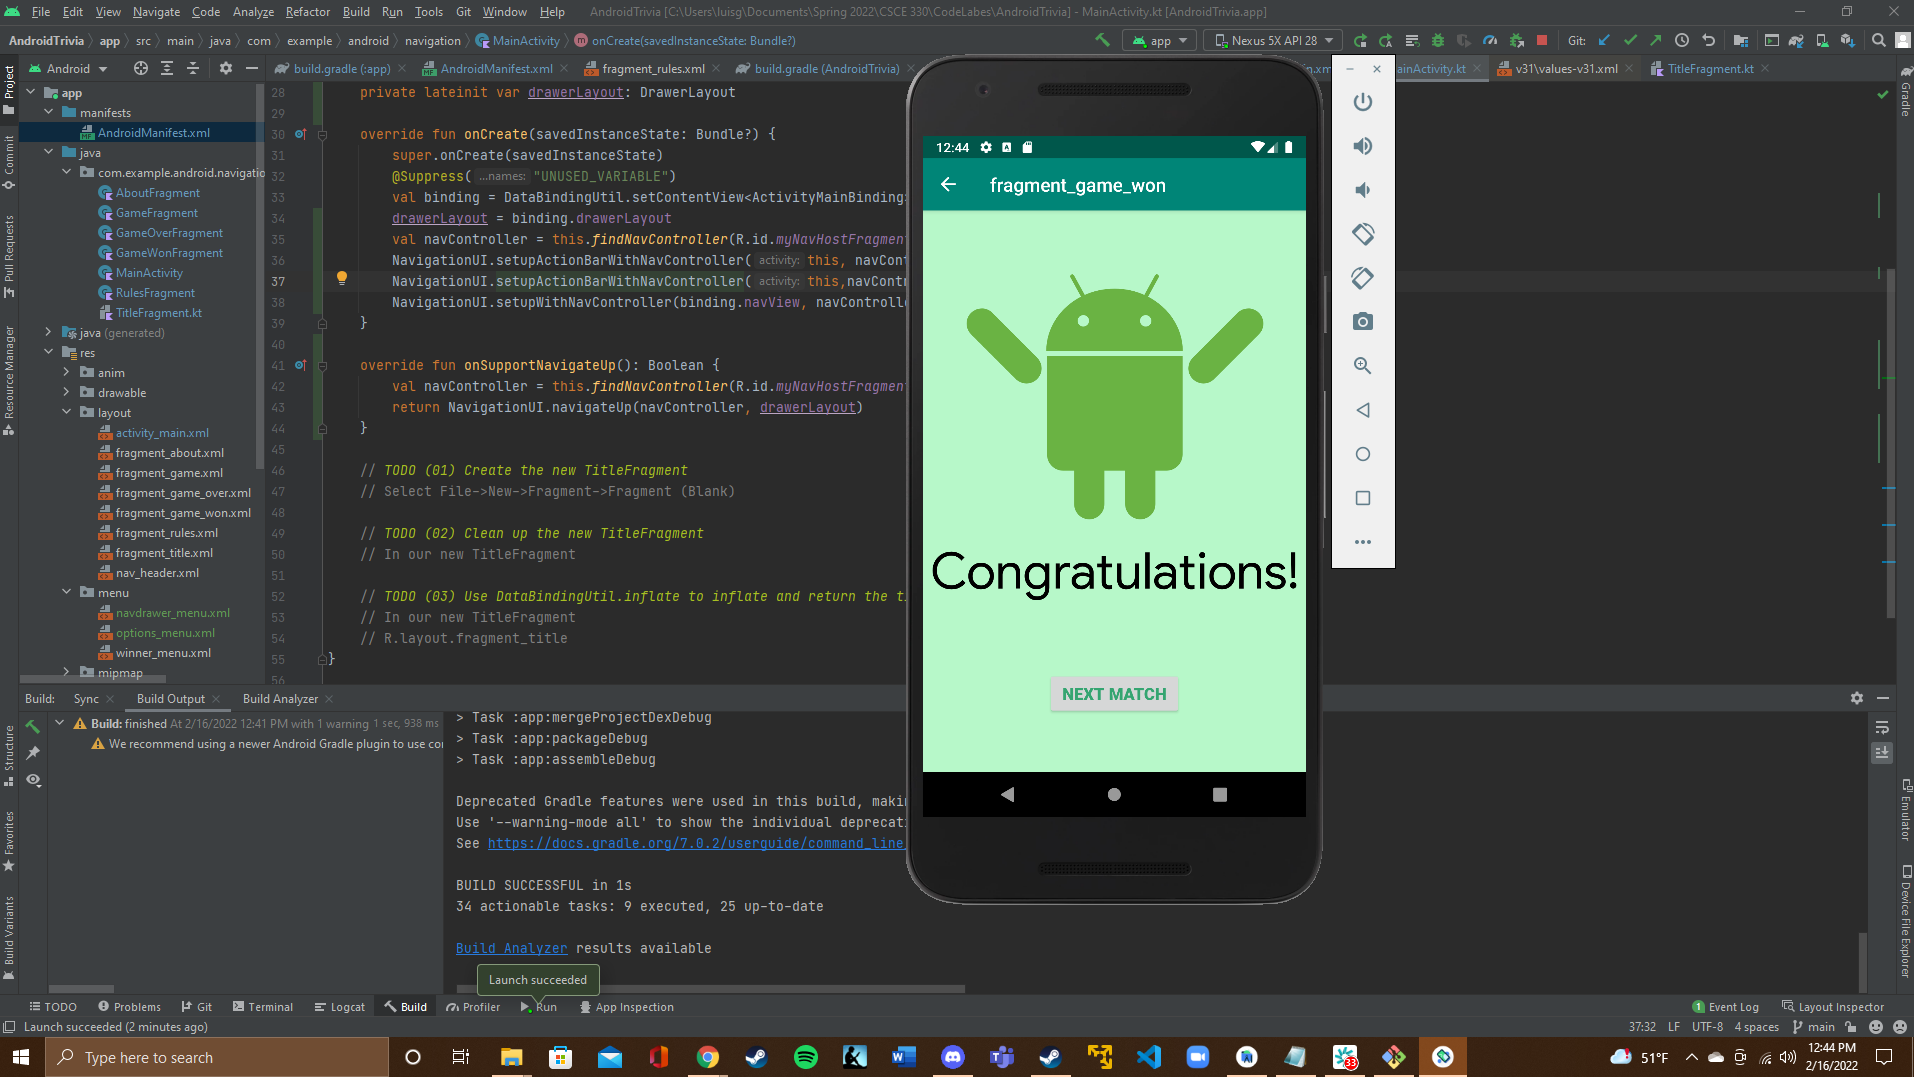 File Edit View Navigate Code Analyze Refactor Build Run Tools Git Window Help AndroidTrivia [C:\Users\luisg\Documents\Spring 2022\CSCE 330\CodeLabes\AndroidTrivia] - MainActivity.kt [AndroidTrivia.app]
AndroidTrivia app src main java com example android navigation MainActivity onCreate(savedInstanceState: Bundle?) app Nexus 5X API 28 Git:
Android build.gradle (:app) AndroidManifest.xml fragment_rules.xml build.gradle (AndroidTrivia) in.xm ainActivity.kt v31\values-v31.xml TitleFragment.kt
Project
Commit
Pull Requests
Resource Manager
Structure
Favorites
Build Variants
app
manifests
AndroidManifest.xml
java
com.example.android.navigatio
AboutFragment
GameFragment
GameOverFragment
GameWonFragment
MainActivity
RulesFragment
TitleFragment.kt
java (generated)
res
anim
drawable
layout
activity_main.xml
fragment_about.xml
fragment_game.xml
fragment_game_over.xml
fragment_game_won.xml
fragment_rules.xml
fragment_title.xml
nav_header.xml
menu
navdrawer_menu.xml
options_menu.xml
winner_menu.xml
mipmap
28 private lateinit var drawerLayout: DrawerLayout
29
30 override fun onCreate(savedInstanceState: Bundle?) {
31 super.onCreate(savedInstanceState)
32 @Suppress( ...names: "UNUSED_VARIABLE")
33 val binding = DataBindingUtil.setContentView<ActivityMainBinding>
34 drawerLayout = binding.drawerLayout
35 val navController = this.findNavController(R.id.myNavHostFragment
36 NavigationUI.setupActionBarWithNavController( activity: this, navCont
37 NavigationUI.setupActionBarWithNavController( activity: this,navCont
38 NavigationUI.setupWithNavController(binding.navView, navControlle
39 }
40
41 override fun onSupportNavigateUp(): Boolean {
42 val navController = this.findNavController(R.id.myNavHostFragment
43 return NavigationUI.navigateUp(navController, drawerLayout)
44 }
45
46 // TODO (01) Create the new TitleFragment
47 // Select File->New->Fragment->Fragment (Blank)
48
49 // TODO (02) Clean up the new TitleFragment
50 // In our new TitleFragment
51
52 // TODO (03) Use DataBindingUtil.inflate to inflate and return the ti
53 // In our new TitleFragment
54 // R.layout.fragment_title
55 }
56
12:44
fragment_game_won
Congratulations!
NEXT MATCH
Gradle
Emulator
Device File Explorer
Build: Sync Build Output Build Analyzer
Build: finished At 2/16/2022 12:41 PM with 1 warning 1 sec, 938 ms
We recommend using a newer Android Gradle plugin to use co
> Task :app:mergeProjectDexDebug
> Task :app:packageDebug
> Task :app:assembleDebug
Deprecated Gradle features were used in this build, maki
Use '--warning-mode all' to show the individual deprecati
See https://docs.gradle.org/7.0.2/userguide/command_line_
BUILD SUCCESSFUL in 1s
34 actionable tasks: 9 executed, 25 up-to-date
Build Analyzer results available
Launch succeeded
TODO Problems Git Terminal Logcat Build Profiler Run App Inspection 1 Event Log Layout Inspector
Launch succeeded (2 minutes ago) 37:32 LF UTF-8 4 spaces main
Type here to search 33 51°F 12:44 PM
2/16/2022